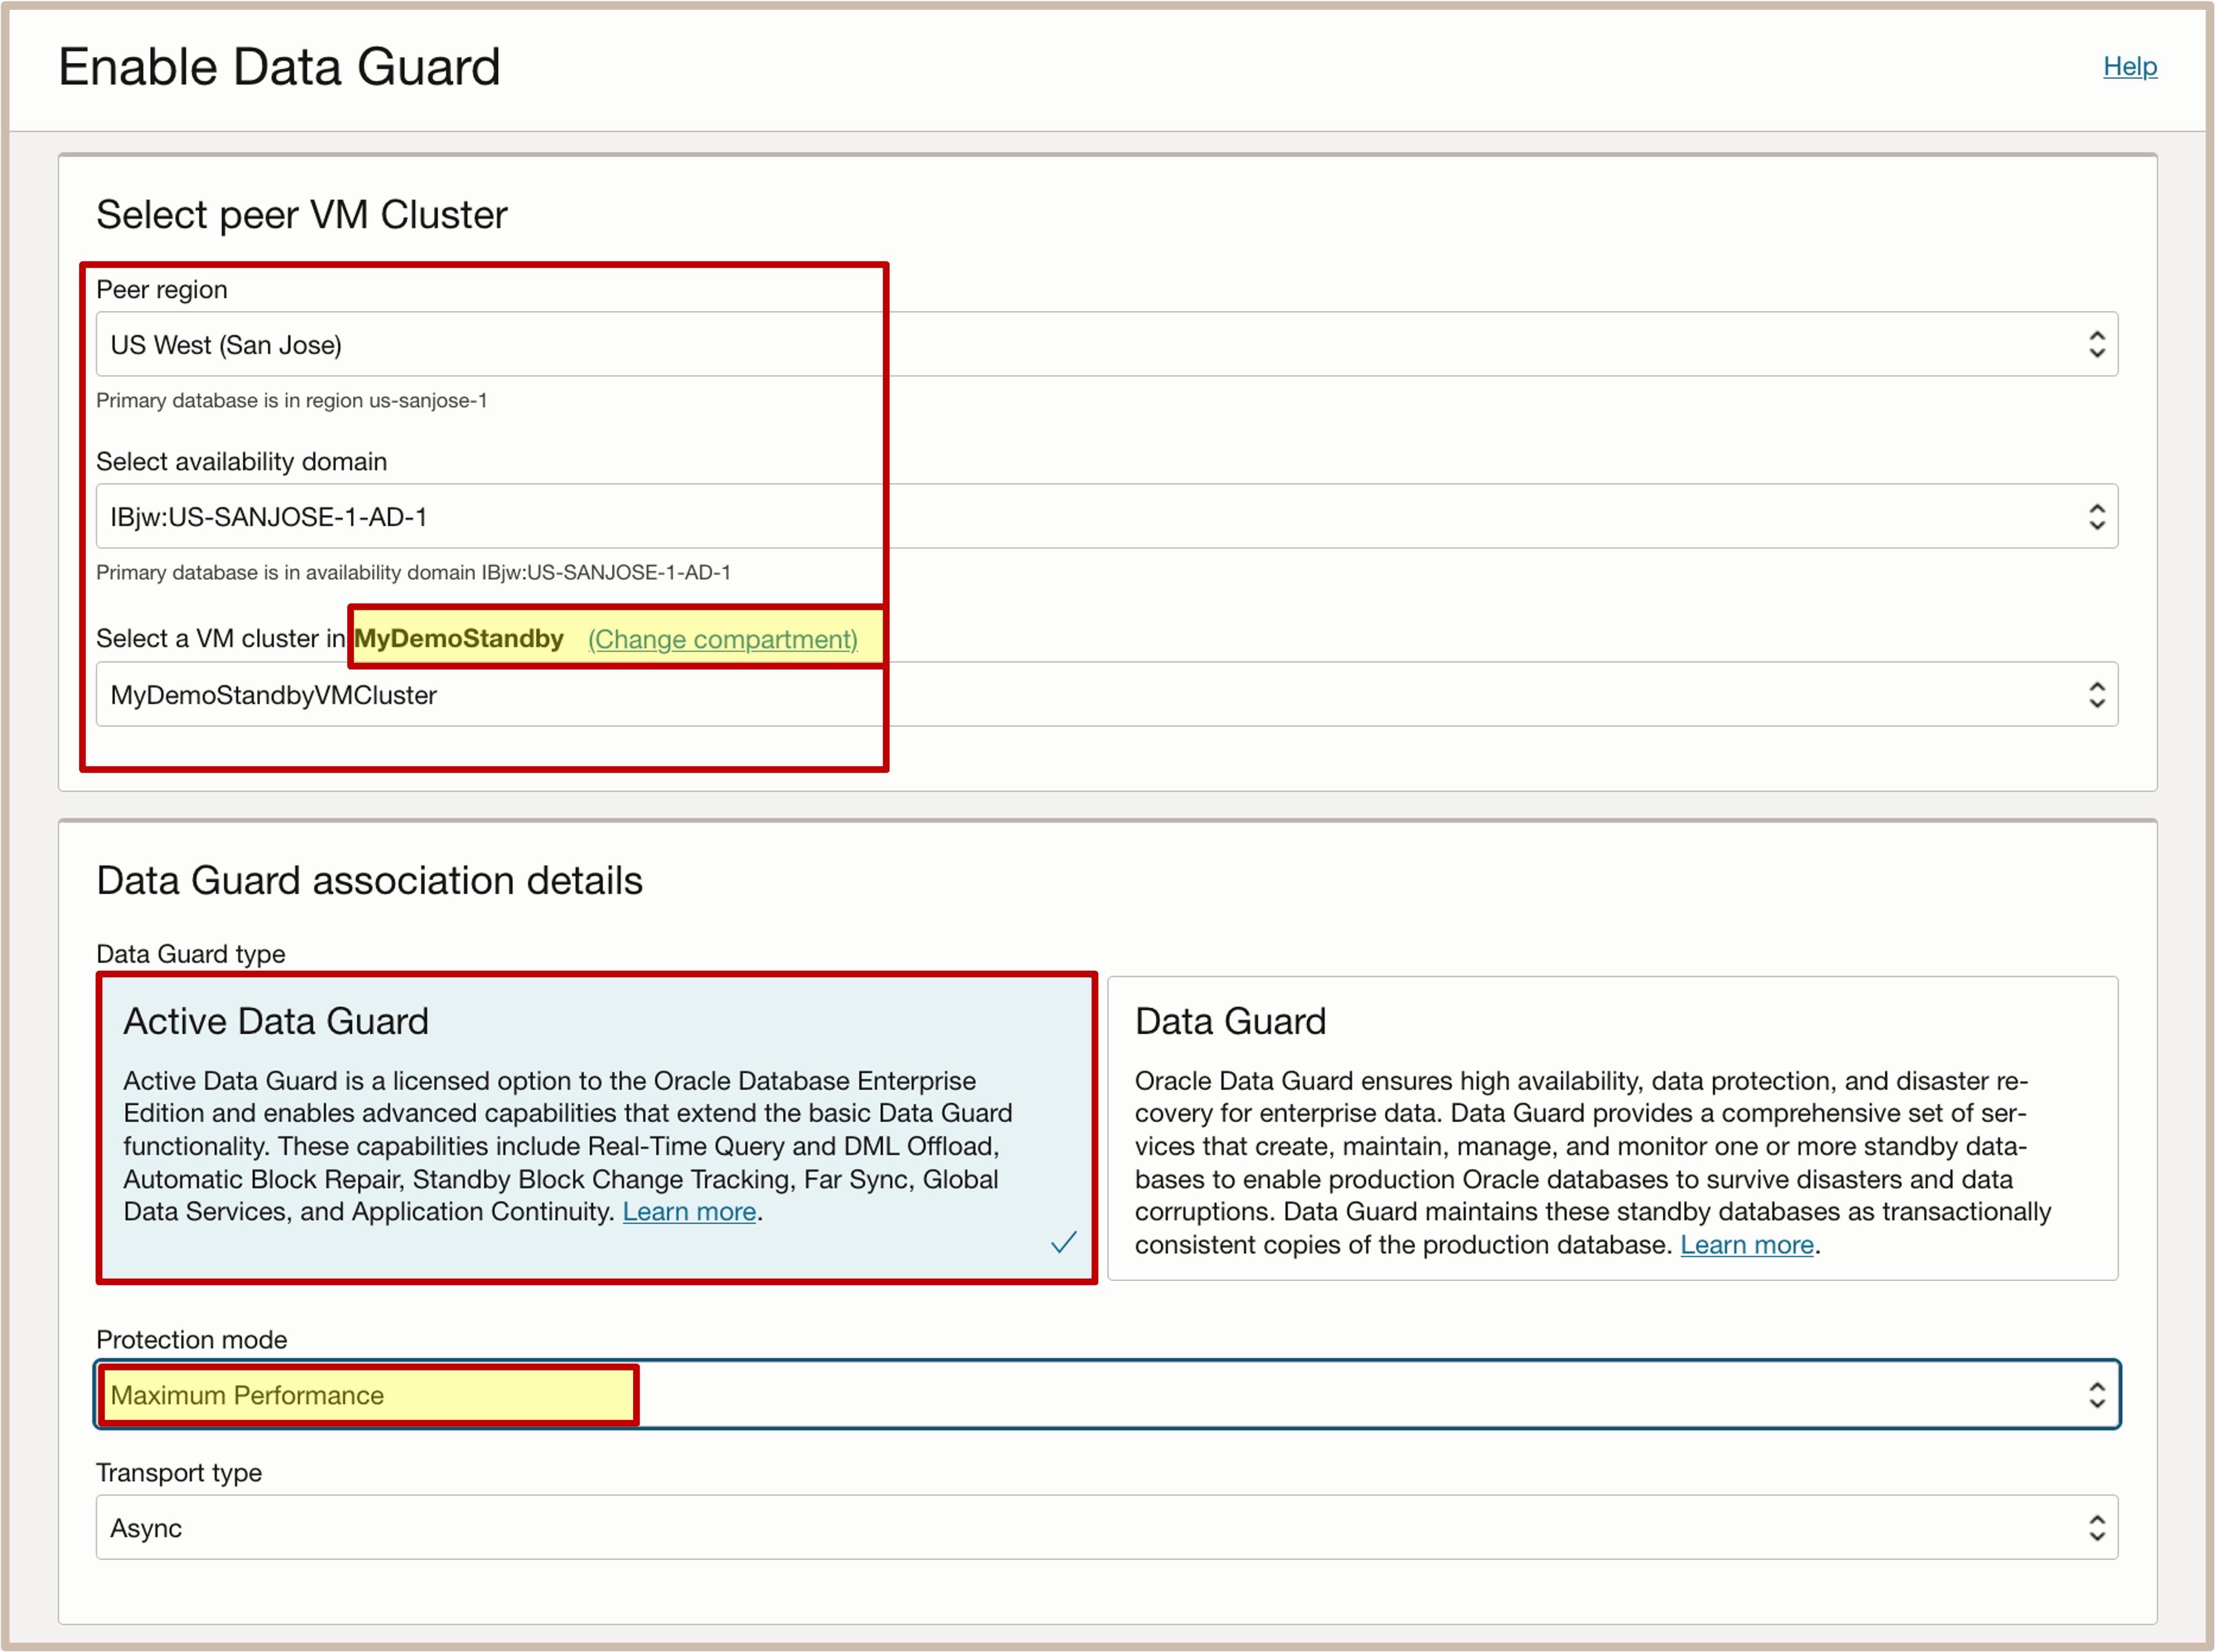 Enable Data Guard
Help
Select peer VM Cluster
Peer region
US West (San Jose)
Primary database is in region us-sanjose-1
Select availability domain
IBjw:US-SANJOSE-1-AD-1
Primary database is in availability domain IBjw:US-SANJOSE-1-AD-1
Select a VM cluster in MyDemoStandby (Change compartment)
MyDemoStandbyVMCluster
Data Guard association details
Data Guard type
Active Data Guard
Active Data Guard is a licensed option to the Oracle Database Enterprise
Edition and enables advanced capabilities that extend the basic Data Guard
functionality. These capabilities include Real-Time Query and DML Offload,
Automatic Block Repair, Standby Block Change Tracking, Far Sync, Global
Data Services, and Application Continuity. Learn more.
Data Guard
Oracle Data Guard ensures high availability, data protection, and disaster re-
covery for enterprise data. Data Guard provides a comprehensive set of ser-
vices that create, maintain, manage, and monitor one or more standby data-
bases to enable production Oracle databases to survive disasters and data
corruptions. Data Guard maintains these standby databases as transactionally
consistent copies of the production database. Learn more.
Protection mode
Maximum Performance
Transport type
Async